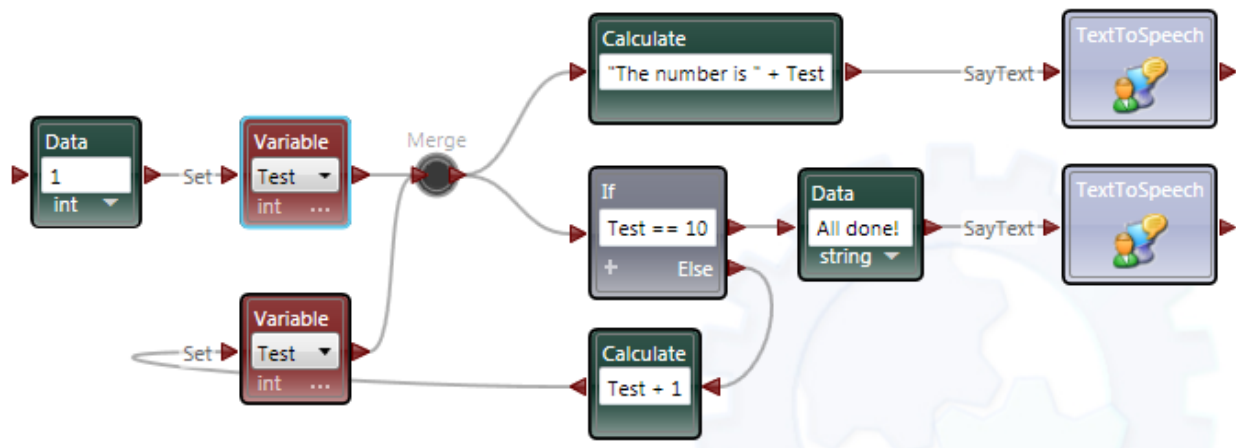 Calculate
"The number is " + Test
SayText
TextToSpeech
Data
1
int
Set
Variable
Test
int ...
Merge
If
Test == 10
+ Else
Data
All done!
string
SayText
TextToSpeech
Set
Variable
Test
int ...
Calculate
Test + 1